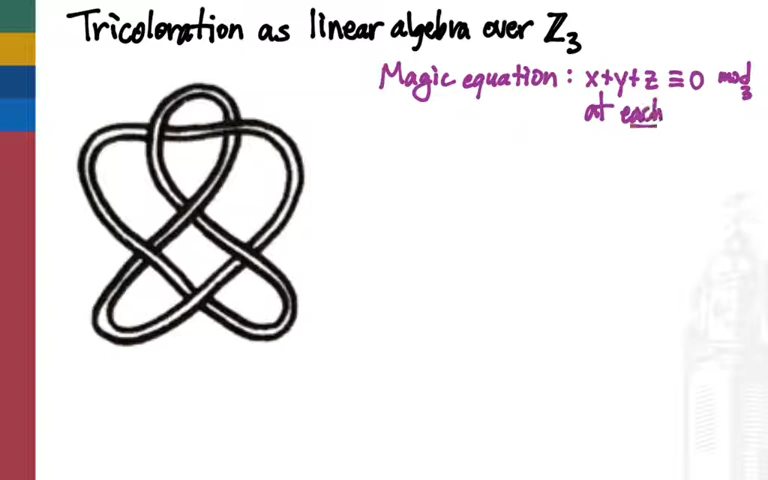 Tricoloration as linear algebra over Z₃
Magic equation: x+y+z ≡ 0 mod 3
at each